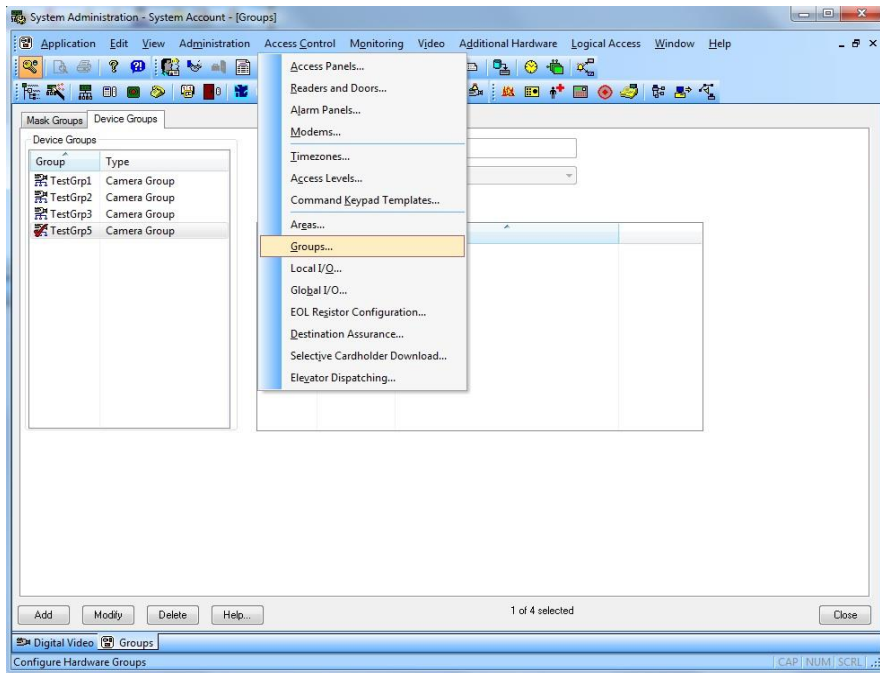 System Administration - System Account - [Groups]
Application Edit View Administration Access Control Monitoring Video Additional Hardware Logical Access Window Help
Access Panels...
Readers and Doors...
Alarm Panels...
Modems...
Timezones...
Access Levels...
Command Keypad Templates...
Areas...
Groups...
Local I/O...
Global I/O...
EOL Resistor Configuration...
Destination Assurance...
Selective Cardholder Download...
Elevator Dispatching...
Mask Groups Device Groups
Device Groups
Group Type
TestGrp1 Camera Group
TestGrp2 Camera Group
TestGrp3 Camera Group
TestGrp5 Camera Group
Add Modify Delete Help... 1 of 4 selected Close
Digital Video Groups
Configure Hardware Groups CAP NUM SCRL